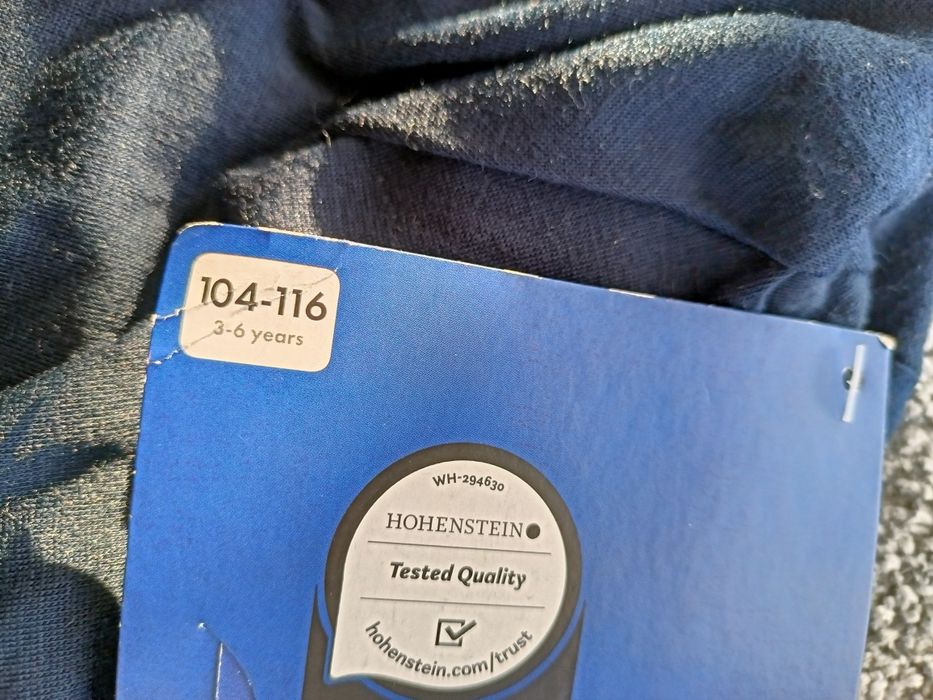 104-116
3-6 years
WH-294630
HOHENSTEIN
Tested Quality
hohenstein.com/trust